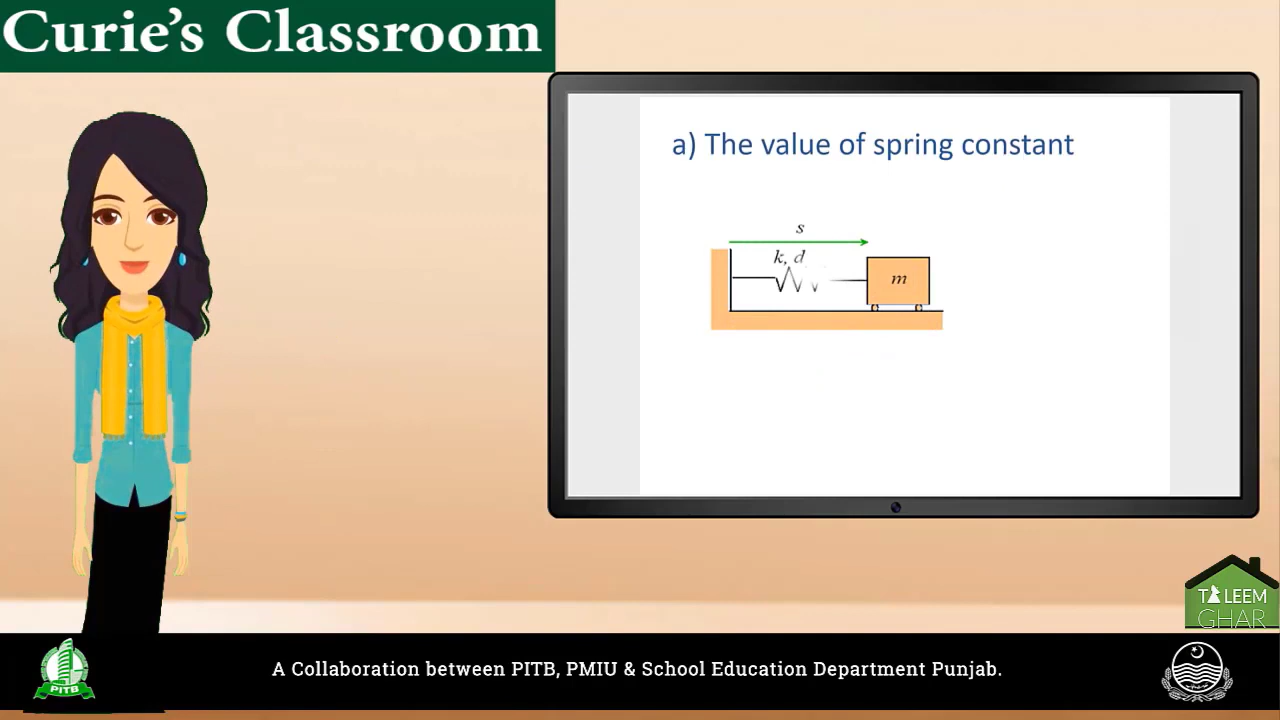 Curie's Classroom
a) The value of spring constant
s
k, d
m
TALEEM
GHAR
PITB
A Collaboration between PITB, PMIU & School Education Department Punjab.